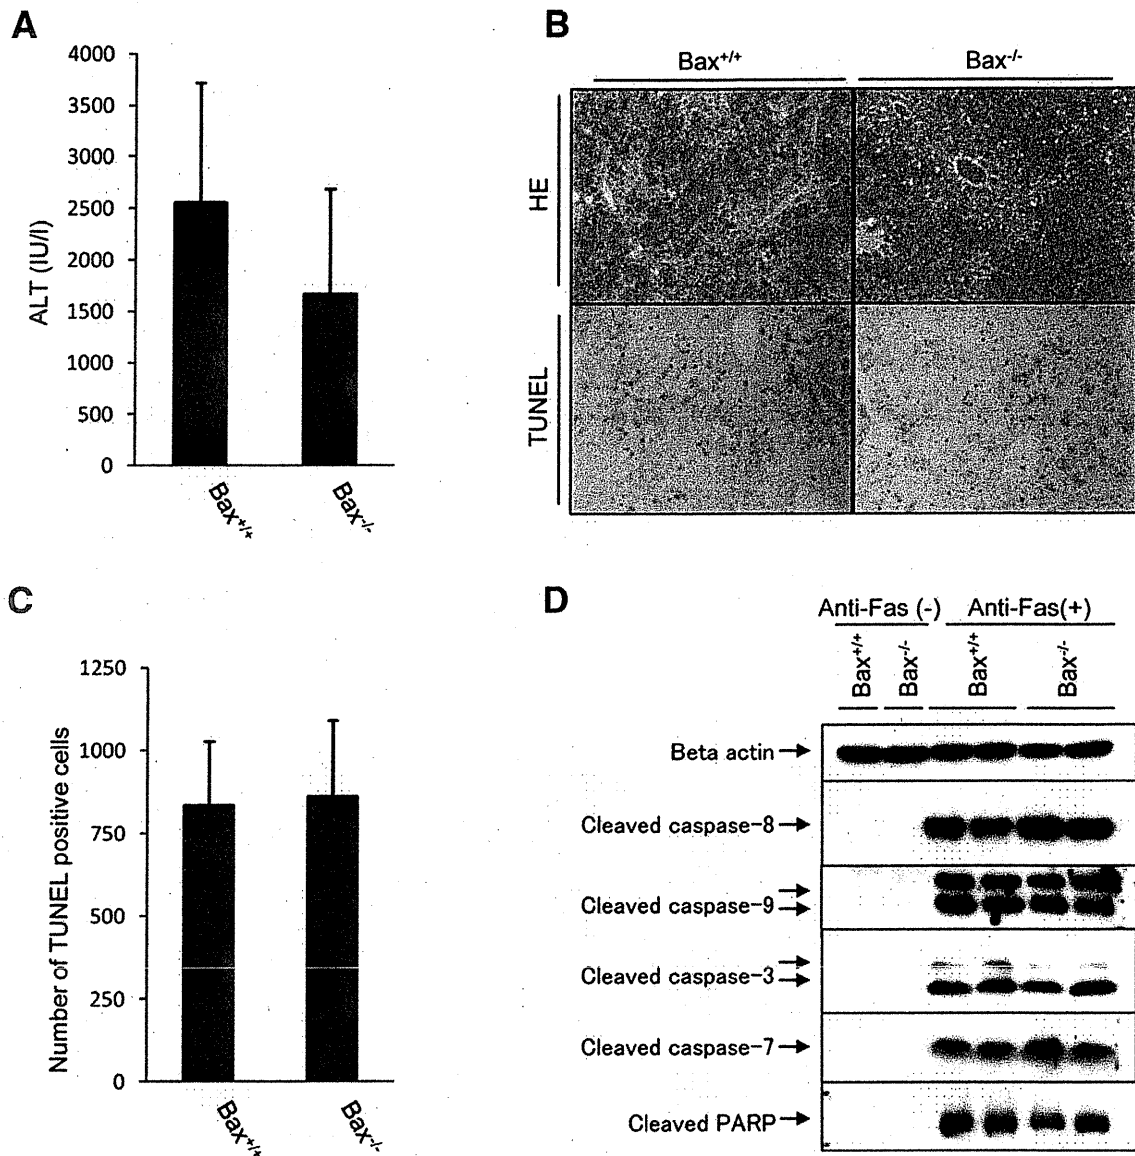 A
4000
3500
3000
2500
2000
1500
1000
500
0
ALT (IU/l)
Bax+/+
Bax-/-
B
Bax+/+
Bax-/-
HE
TUNEL
C
1250
1000
750
500
250
0
Number of TUNEL positive cells
Bax+/+
Bax-/-
D
Anti-Fas (-)
Anti-Fas(+)
Bax+/+
Bax-/-
Bax+/+
Bax-/-
Beta actin
Cleaved caspase-8
Cleaved caspase-9
Cleaved caspase-3
Cleaved caspase-7
Cleaved PARP